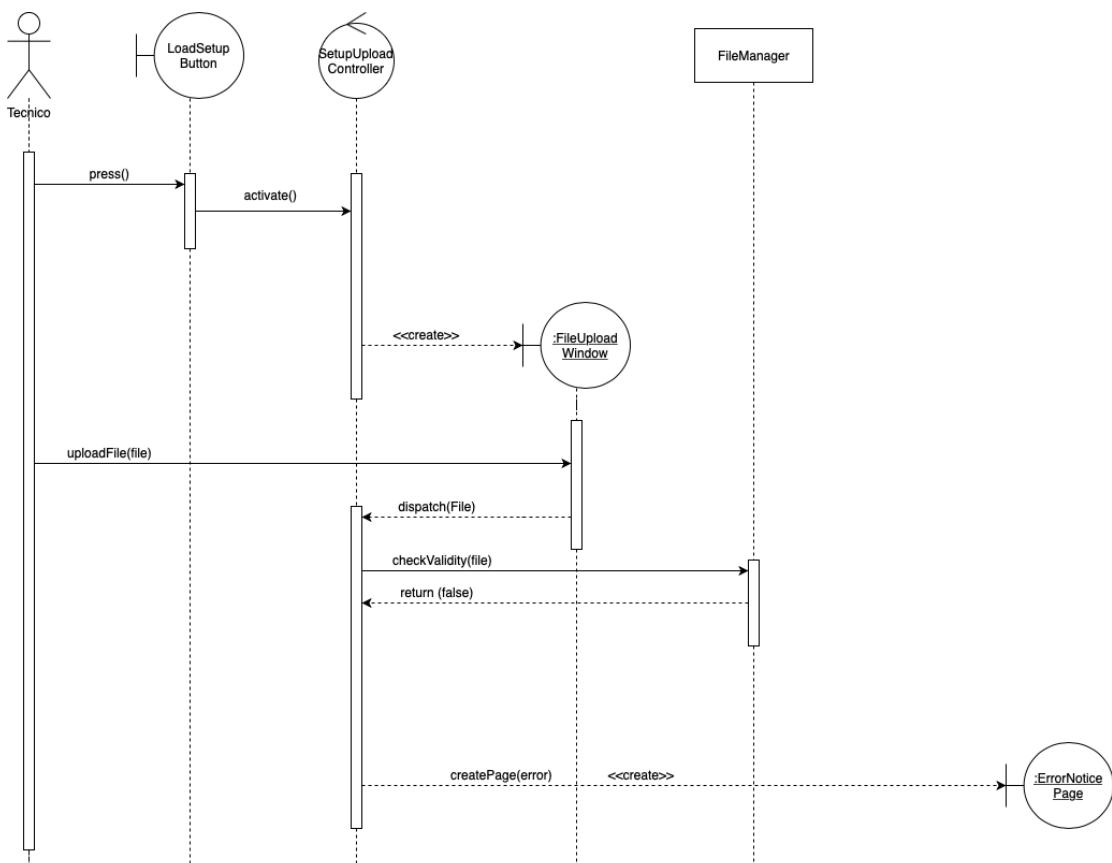 LoadSetup
Button
SetupUpload
Controller
FileManager
Tecnico
press()
activate()
<<create>>
:FileUpload
Window
uploadFile(file)
dispatch(File)
checkValidity(file)
return (false)
createPage(error) <<create>>
:ErrorNotice
Page